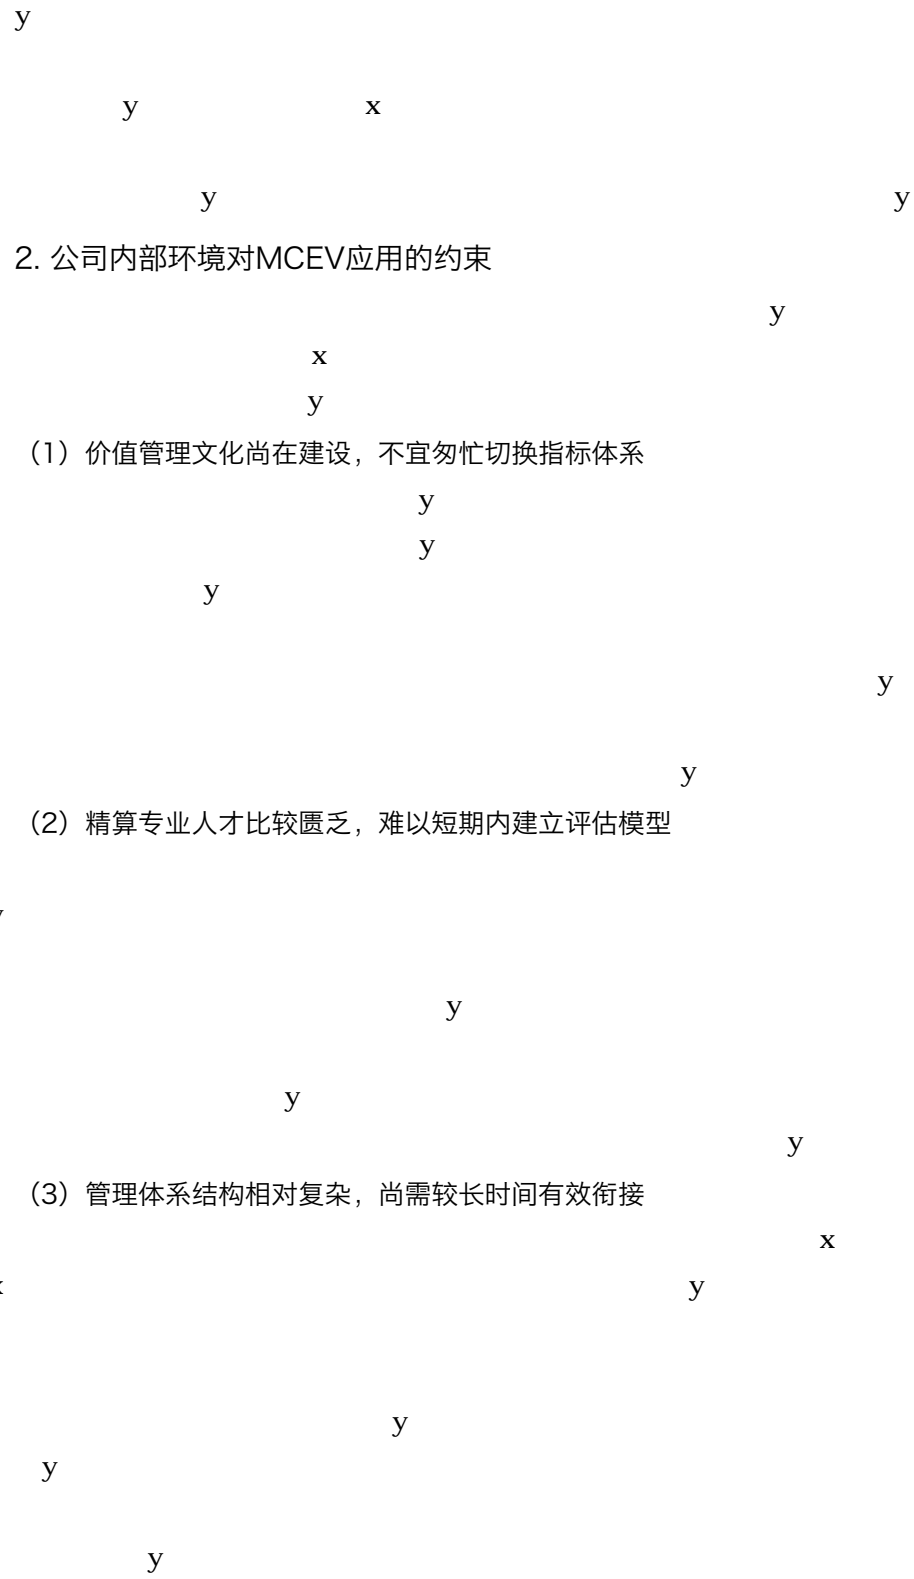 y
y x
y y
2. 公司内部环境对MCEV应用的约束
y
x
y
（1）价值管理文化尚在建设，不宜匆忙切换指标体系
y
y
y
y
y
（2）精算专业人才比较匮乏，难以短期内建立评估模型
y
y
y
（3）管理体系结构相对复杂，尚需较长时间有效衔接
x
y
y
y
y